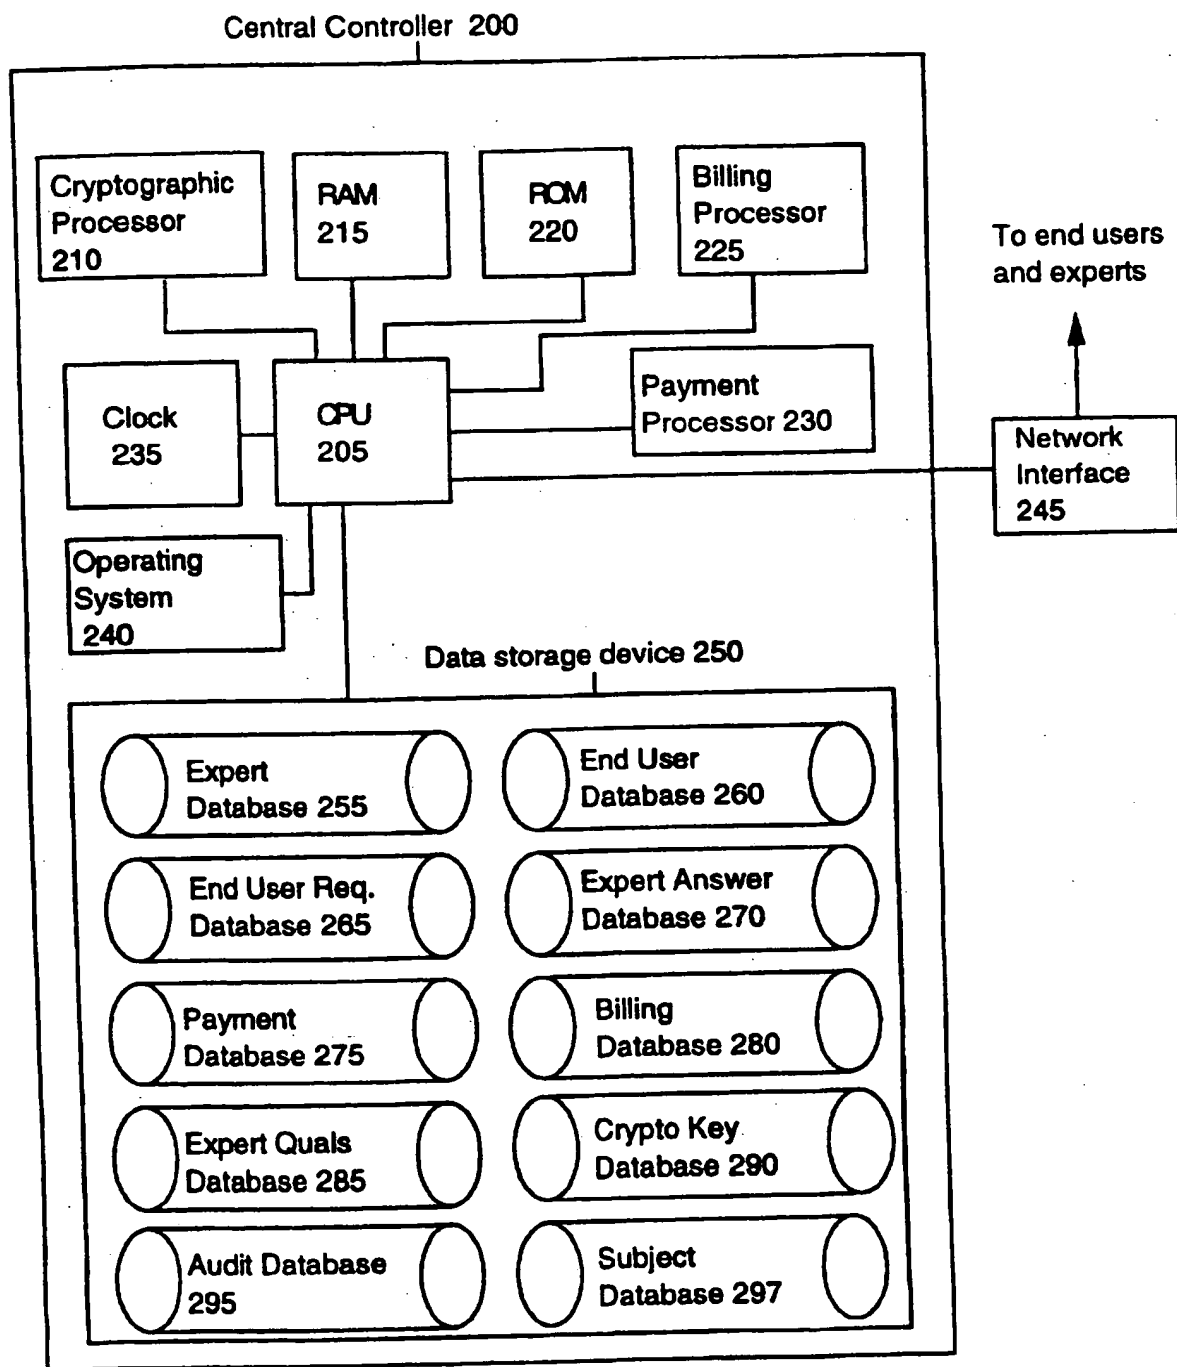 Central Controller 200
Cryptographic
Processor
210
RAM
215
ROM
220
Billing
Processor
225
To end users
and experts
Clock
235
CPU
205
Payment
Processor 230
Network
Interface
245
Operating
System
240
Data storage device 250
Expert
Database 255
End User
Database 260
End User Req.
Database 265
Expert Answer
Database 270
Payment
Database 275
Billing
Database 280
Expert Quals
Database 285
Crypto Key
Database 290
Audit Database
295
Subject
Database 297